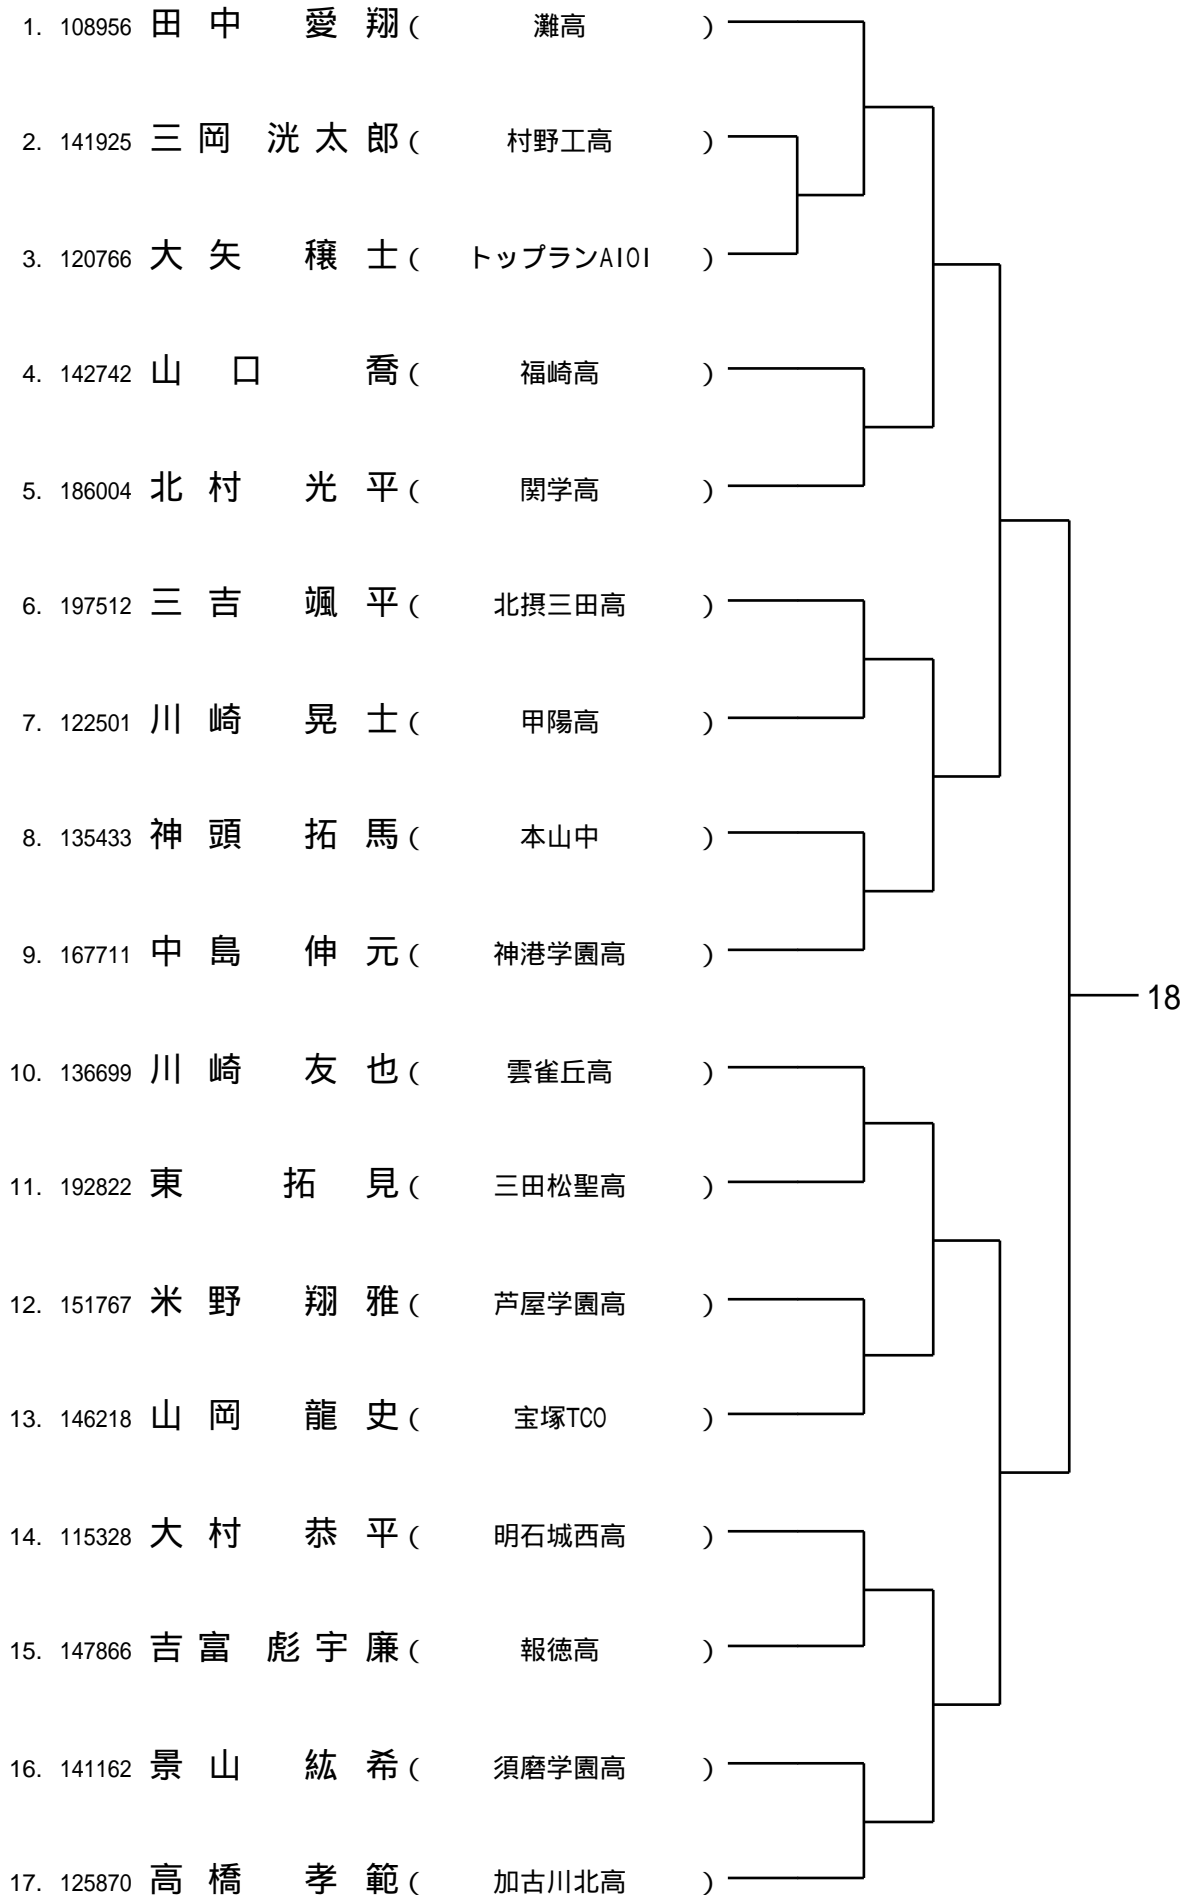 1. 108956 田中 愛翔 ( 灘高 )
2. 141925 三岡 洸太郎 ( 村野工高 )
3. 120766 大矢 穣士 ( トップランAIOI )
4. 142742 山口 喬 ( 福崎高 )
5. 186004 北村 光平 ( 関学高 )
6. 197512 三吉 颯平 ( 北摂三田高 )
7. 122501 川崎 晃士 ( 甲陽高 )
8. 135433 神頭 拓馬 ( 本山中 )
9. 167711 中島 伸元 ( 神港学園高 )
18
10. 136699 川崎 友也 ( 雲雀丘高 )
11. 192822 東 拓見 ( 三田松聖高 )
12. 151767 米野 翔雅 ( 芦屋学園高 )
13. 146218 山岡 龍史 ( 宝塚TCO )
14. 115328 大村 恭平 ( 明石城西高 )
15. 147866 吉富 彪宇廉 ( 報徳高 )
16. 141162 景山 紘希 ( 須磨学園高 )
17. 125870 高橋 孝範 ( 加古川北高 )